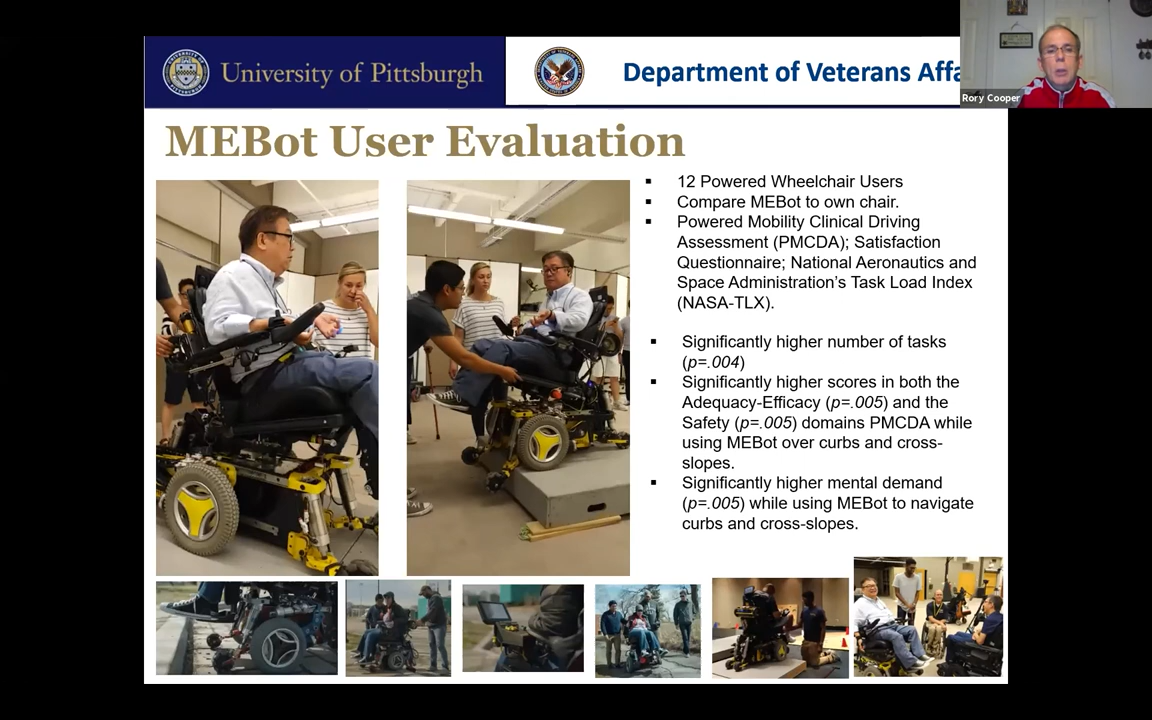 University of Pittsburgh
Department of Veterans Affa
Rory Cooper
MEBot User Evaluation
12 Powered Wheelchair Users
Compare MEBot to own chair.
Powered Mobility Clinical Driving
Assessment (PMCDA); Satisfaction
Questionnaire; National Aeronautics and
Space Administration's Task Load Index
(NASA-TLX).
Significantly higher number of tasks
(p=.004)
Significantly higher scores in both the
Adequacy-Efficacy (p=.005) and the
Safety (p=.005) domains PMCDA while
using MEBot over curbs and cross-
slopes.
Significantly higher mental demand
(p=.005) while using MEBot to navigate
curbs and cross-slopes.